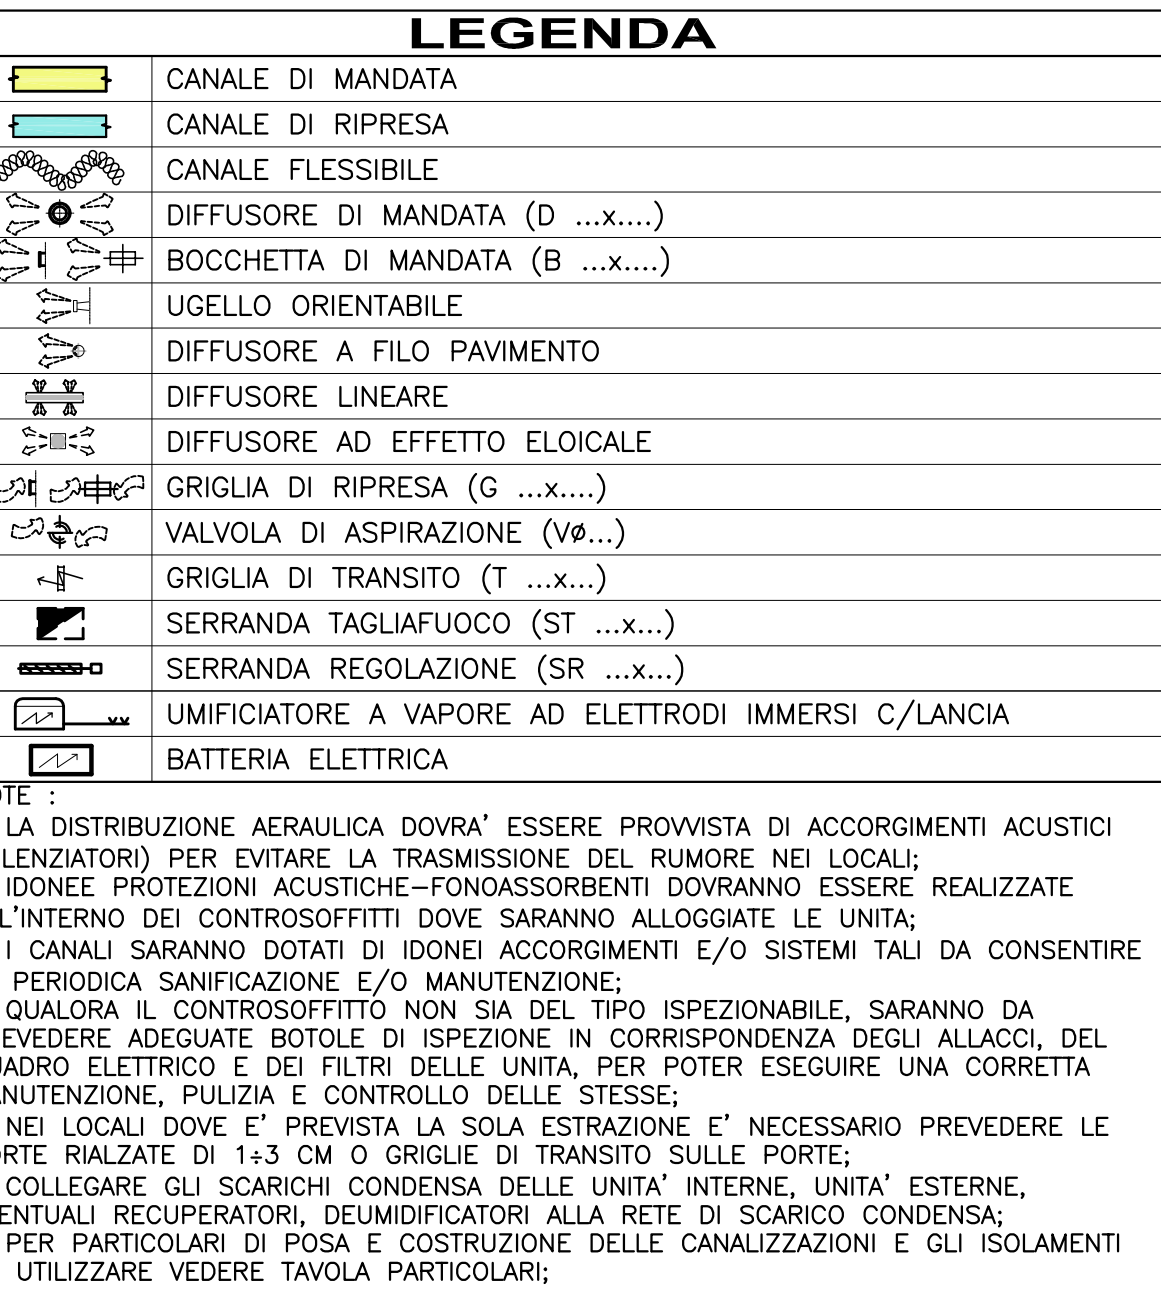 LEGENDA
CANALE DI MANDATA
CANALE DI RIPRESA
CANALE FLESSIBILE
DIFFUSORE DI MANDATA (D ...x....)
BOCCHETTA DI MANDATA (B ...x....)
UGELLO ORIENTABILE
DIFFUSORE A FILO PAVIMENTO
DIFFUSORE LINEARE
DIFFUSORE AD EFFETTO ELOICALE
GRIGLIA DI RIPRESA (G ...x....)
VALVOLA DI ASPIRAZIONE (VØ...)
GRIGLIA DI TRANSITO (T ...x...)
SERRANDA TAGLIAFUOCO (ST ...x...)
SERRANDA REGOLAZIONE (SR ...x...)
UMIFICIATORE A VAPORE AD ELETTRODI IMMERSI C/LANCIA
BATTERIA ELETTRICA
OTE :
LA DISTRIBUZIONE AERAULICA DOVRA' ESSERE PROVVISTA DI ACCORGIMENTI ACUSTICI
LENZIATORI) PER EVITARE LA TRASMISSIONE DEL RUMORE NEI LOCALI;
IDONEE PROTEZIONI ACUSTICHE-FONOASSORBENTI DOVRANNO ESSERE REALIZZATE
L'INTERNO DEI CONTROSOFFITTI DOVE SARANNO ALLOGGIATE LE UNITA;
I CANALI SARANNO DOTATI DI IDONEI ACCORGIMENTI E/O SISTEMI TALI DA CONSENTIRE
PERIODICA SANIFICAZIONE E/O MANUTENZIONE;
QUALORA IL CONTROSOFFITTO NON SIA DEL TIPO ISPEZIONABILE, SARANNO DA
EVEDERE ADEGUATE BOTOLE DI ISPEZIONE IN CORRISPONDENZA DEGLI ALLACCI, DEL
UADRO ELETTRICO E DEI FILTRI DELLE UNITA, PER POTER ESEGUIRE UNA CORRETTA
ANUTENZIONE, PULIZIA E CONTROLLO DELLE STESSE;
NEI LOCALI DOVE E' PREVISTA LA SOLA ESTRAZIONE E' NECESSARIO PREVEDERE LE
ORTE RIALZATE DI 1÷3 CM O GRIGLIE DI TRANSITO SULLE PORTE;
COLLEGARE GLI SCARICHI CONDENSA DELLE UNITA' INTERNE, UNITA' ESTERNE,
ENTUALI RECUPERATORI, DEUMIDIFICATORI ALLA RETE DI SCARICO CONDENSA;
PER PARTICOLARI DI POSA E COSTRUZIONE DELLE CANALIZZAZIONI E GLI ISOLAMENTI
UTILIZZARE VEDERE TAVOLA PARTICOLARI;